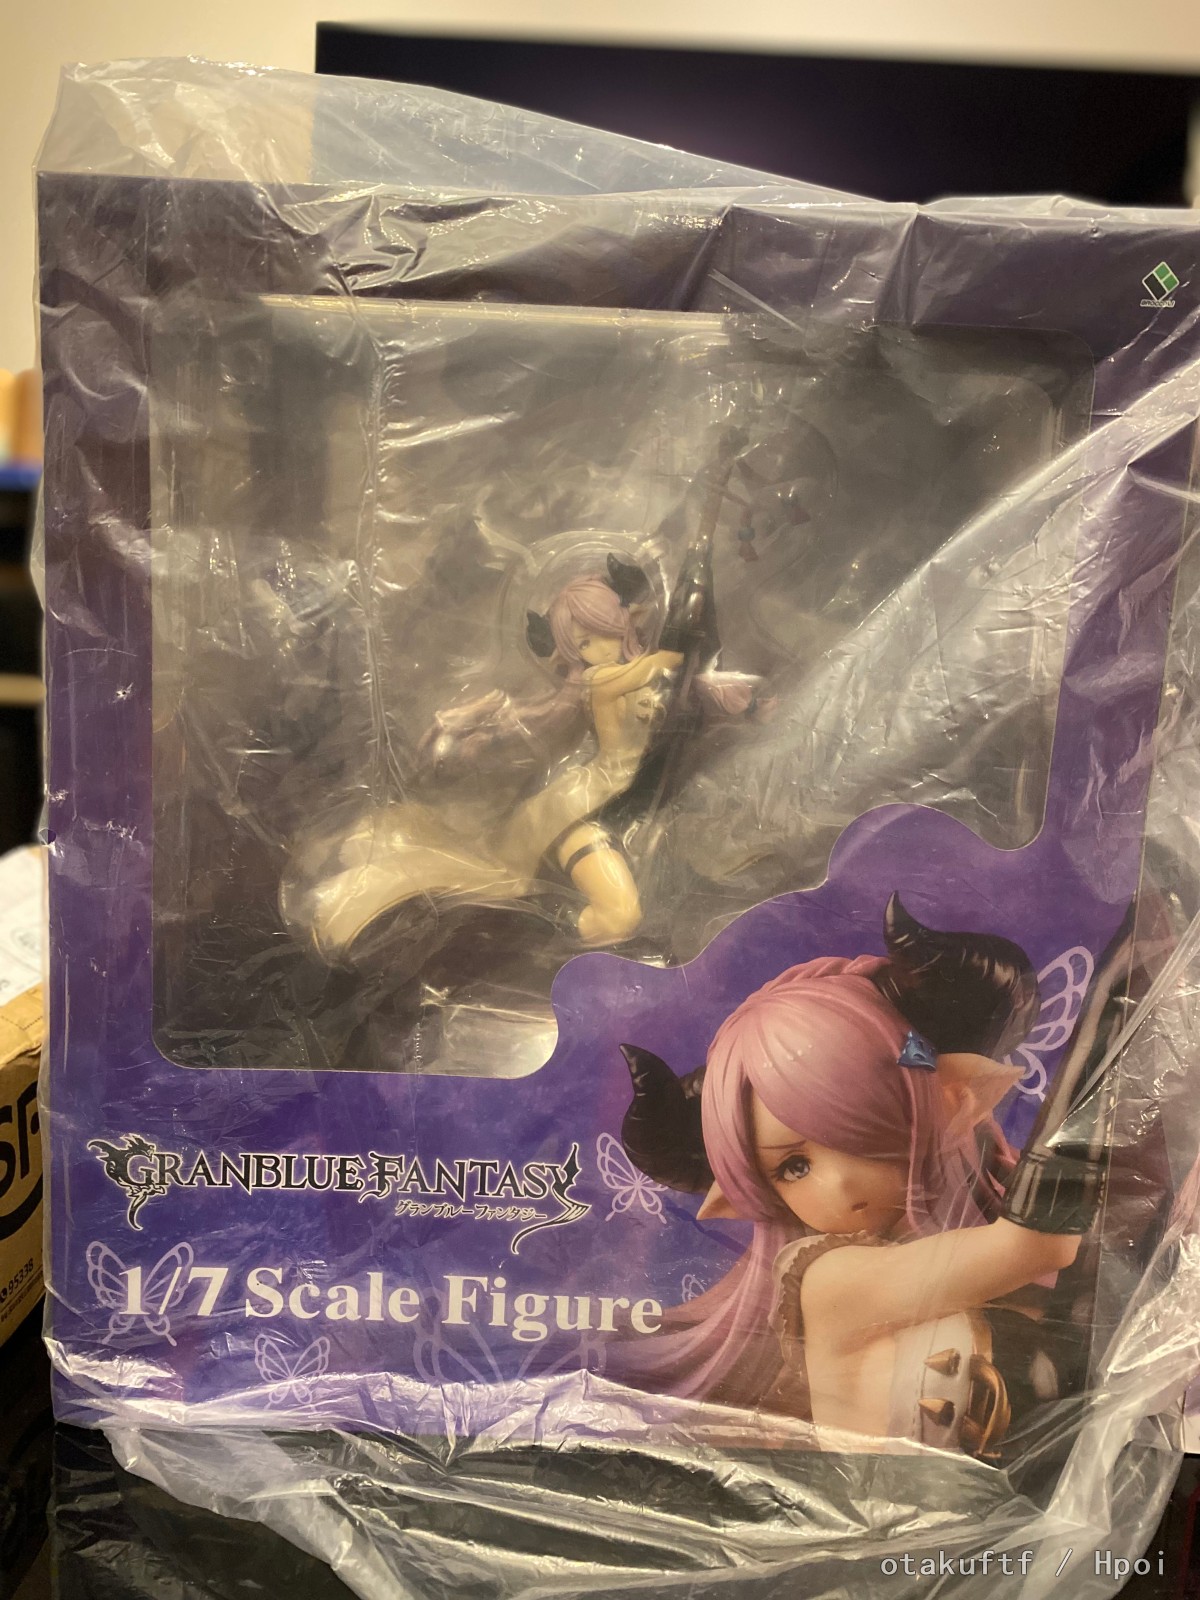 GRANBLUE FANTASY
グランブルーファンタジー
1/7 Scale Figure
95338
otakuftf / Hpoi